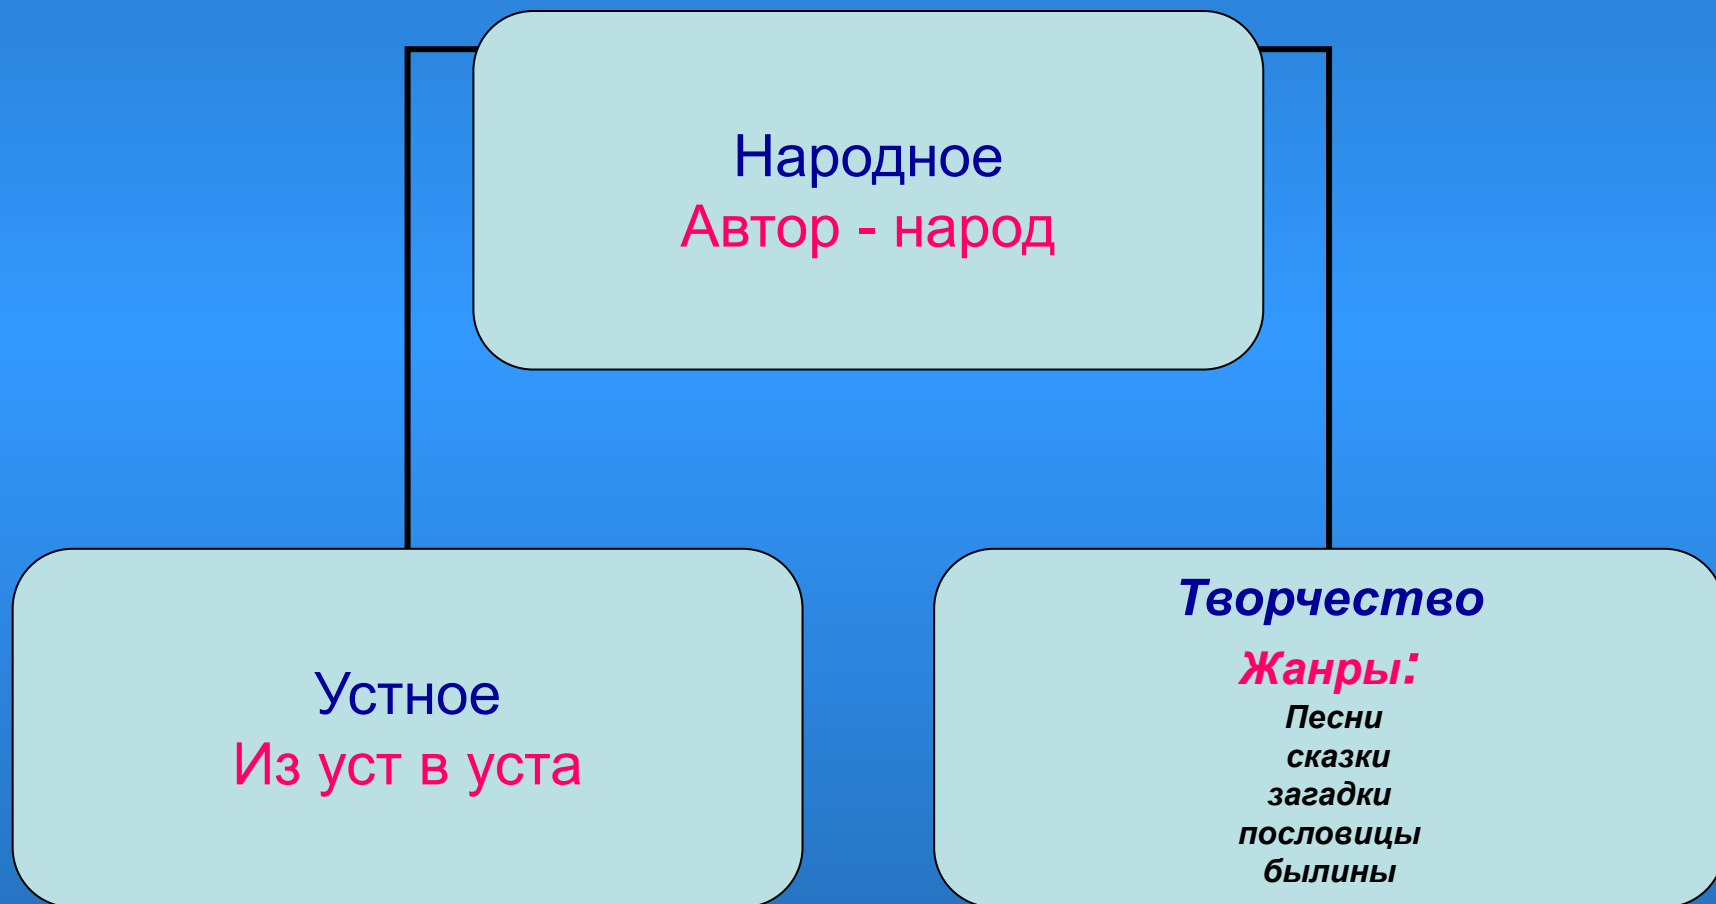 Народное
Автор - народ
Устное
Из уст в уста
Творчество
Жанры:
Песни
сказки
загадки
пословицы
былины